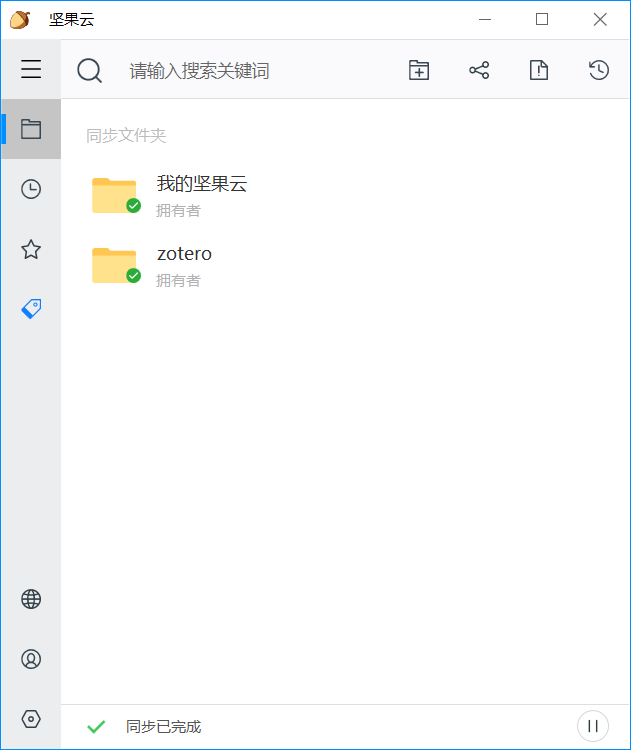 坚果云
请输入搜索关键词
同步文件夹
我的坚果云
拥有者
zotero
拥有者
同步已完成